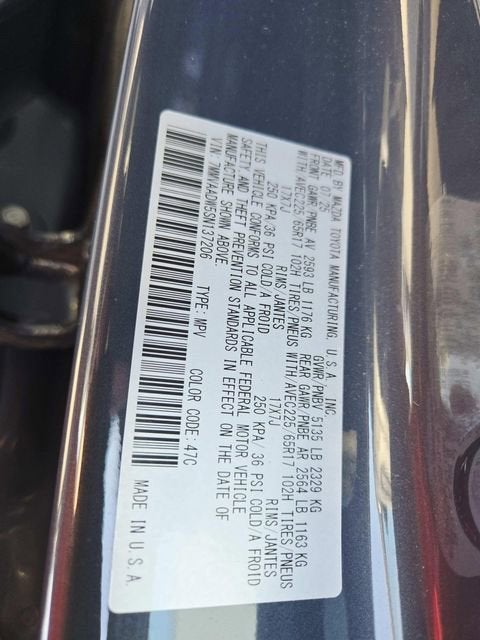 MFD. BY MAZDA TOYOTA MANUFACTURING, U.S.A., INC.
DATE 07/25 GVWR/PNBV 5135 LB 2329 KG
FRONT GAWR/PNBE AV 2593 LB 1176 KG REAR GAWR/PNBE AR 2564 LB 1163 KG
WITH/AVEC225/65R17 102H TIRES/PNEUS WITH/AVEC225/65R17 102H TIRES/PNEUS
17X7J RIMS/JANTES 17X7J RIMS/JANTES
250 KPA/36 PSI COLD/A FROID 250 KPA/36 PSI COLD/A FROID
THIS VEHICLE CONFORMS TO ALL APPLICABLE FEDERAL MOTOR VEHICLE
SAFETY, AND THEFT PREVENTION STANDARDS IN EFFECT ON THE DATE OF
MANUFACTURE SHOWN ABOVE.
VIN: 7MMVAADW5SN137206 TYPE: MPV COLOR CODE: 47C
MADE IN U.S.A.